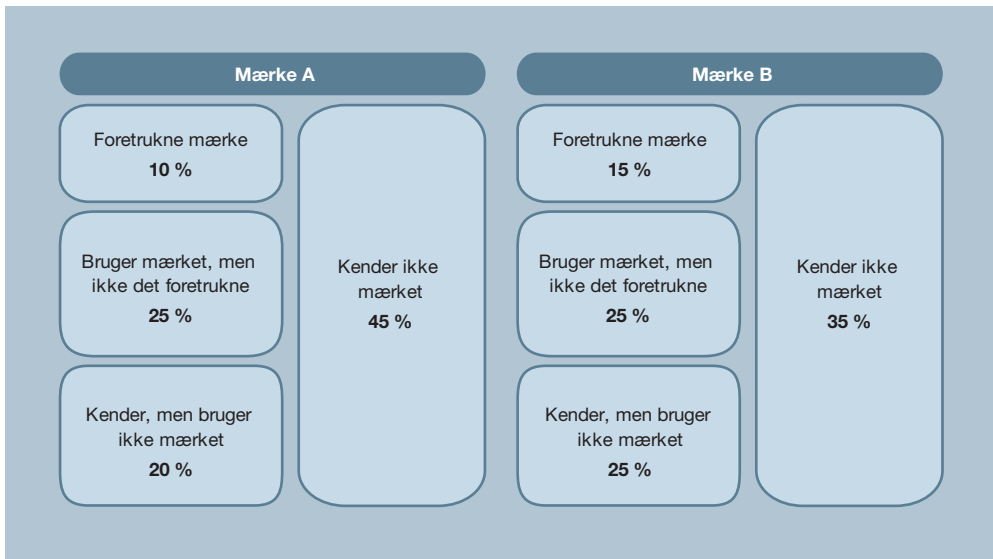 Mærke A
Foretrukne mærke
10 %
Bruger mærket, men
ikke det foretrukne
25 %
Kender, men bruger
ikke mærket
20 %
Kender ikke
mærket
45 %
Mærke B
Foretrukne mærke
15 %
Bruger mærket, men
ikke det foretrukne
25 %
Kender, men bruger
ikke mærket
25 %
Kender ikke
mærket
35 %